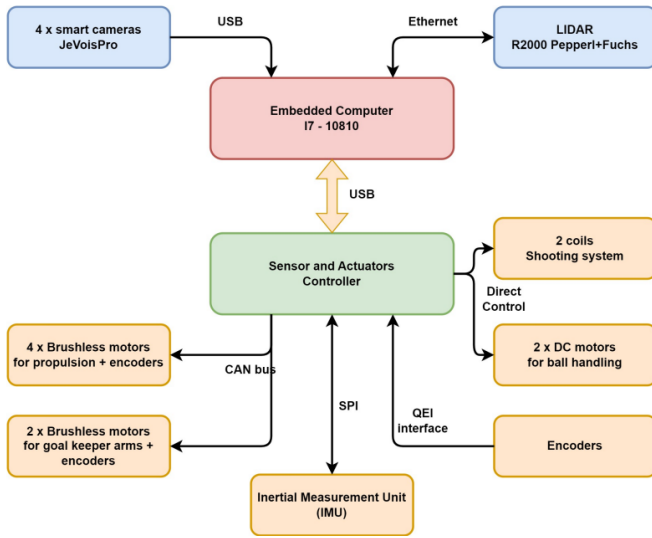 4 x smart cameras
JeVoisPro
USB
Ethernet
LIDAR
R2000 Pepperl+Fuchs
Embedded Computer
I7 - 10810
USB
Sensor and Actuators
Controller
2 coils
Shooting system
Direct
Control
4 x Brushless motors
for propulsion + encoders
CAN bus
2 x DC motors
for ball handling
2 x Brushless motors
for goal keeper arms +
encoders
SPI
QEI
interface
Encoders
Inertial Measurement Unit
(IMU)